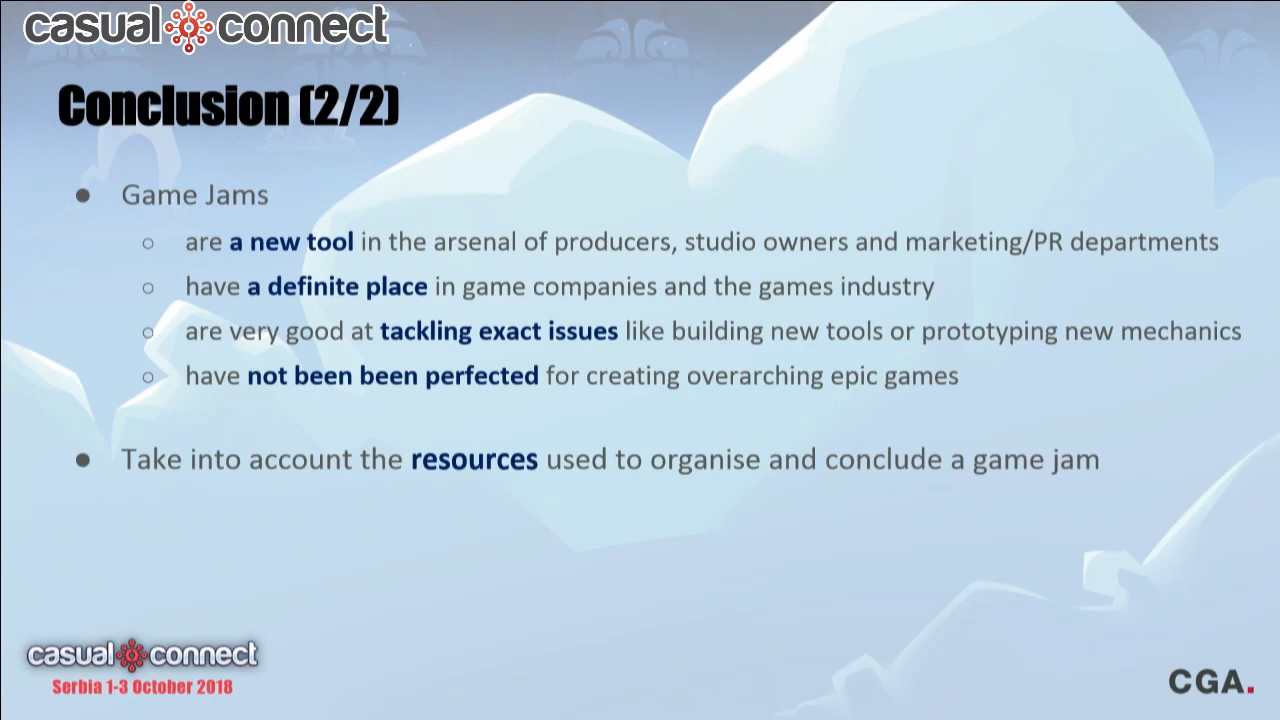 casual connect
Conclusion (2/2)
● Game Jams
○ are a new tool in the arsenal of producers, studio owners and marketing/PR departments
○ have a definite place in game companies and the games industry
○ are very good at tackling exact issues like building new tools or prototyping new mechanics
○ have not been been perfected for creating overarching epic games
● Take into account the resources used to organise and conclude a game jam
casual connect
Serbia 1-3 October 2018
CGA.